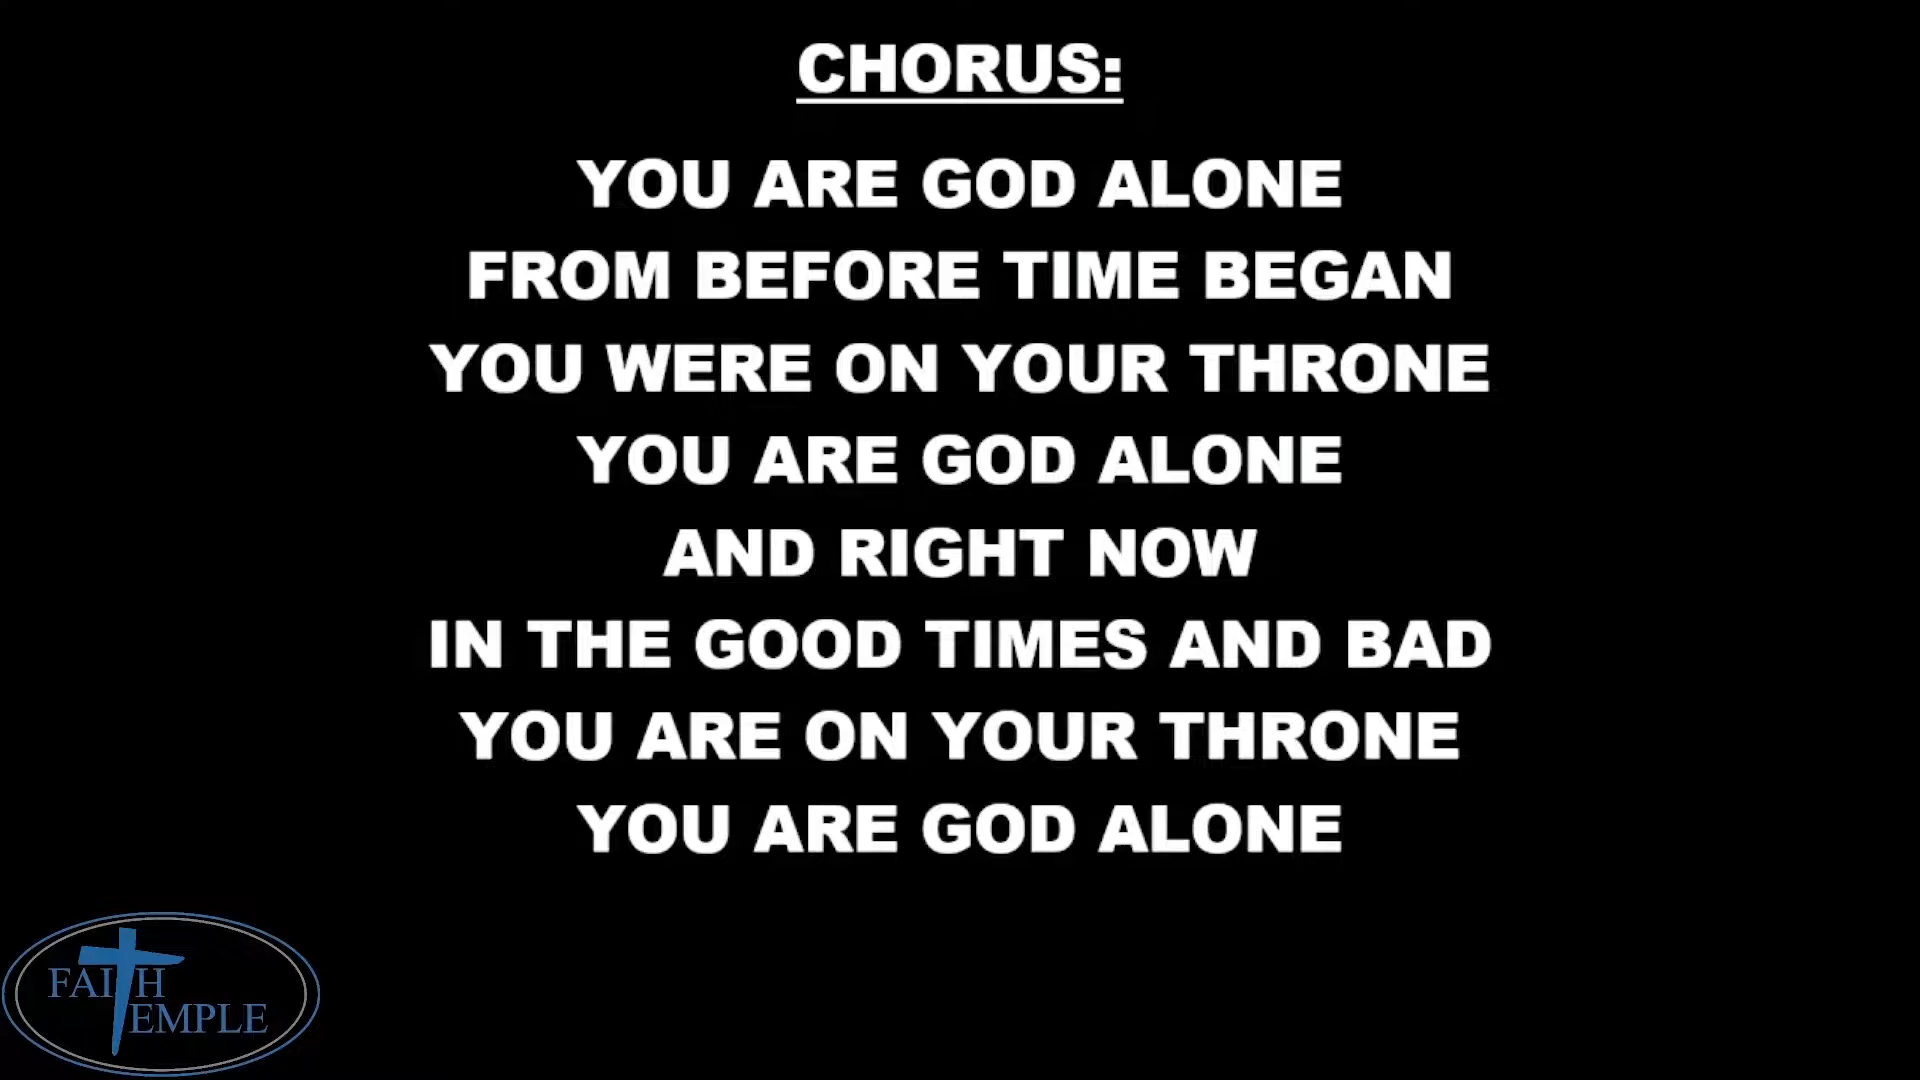 CHORUS:
YOU ARE GOD ALONE
FROM BEFORE TIME BEGAN
YOU WERE ON YOUR THRONE
YOU ARE GOD ALONE
AND RIGHT NOW
IN THE GOOD TIMES AND BAD
YOU ARE ON YOUR THRONE
YOU ARE GOD ALONE
FAITH
TEMPLE